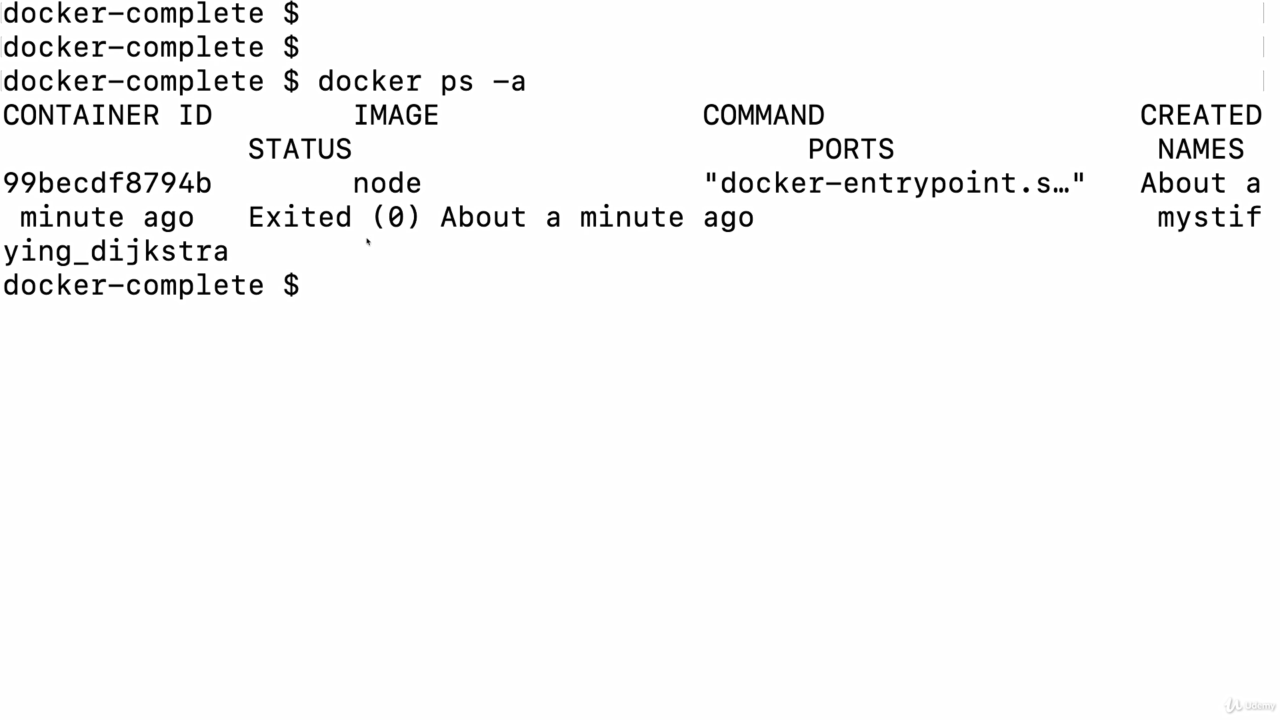 docker-complete $
docker-complete $
docker-complete $ docker ps -a
CONTAINER ID        IMAGE               COMMAND                  CREATED
              STATUS                          PORTS               NAMES
99becdf8794b        node                "docker-entrypoint.s…"   About a
 minute ago   Exited (0) About a minute ago                       mystif
ying_dijkstra
docker-complete $
Udemy